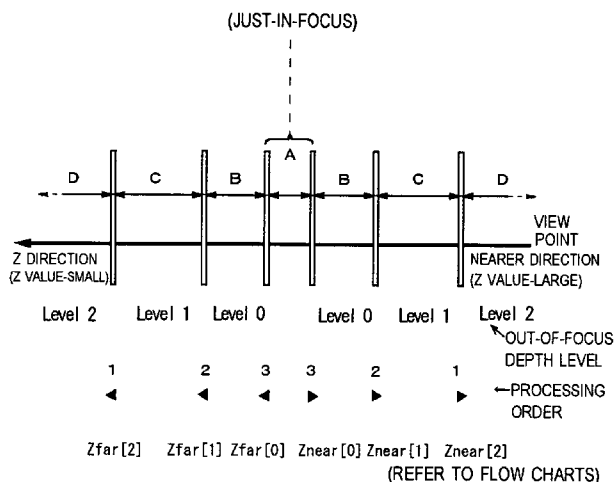 (JUST-IN-FOCUS)
A
D C B B C D
VIEW
POINT
Z DIRECTION
(Z VALUE-SMALL)
NEARER DIRECTION
(Z VALUE-LARGE)
Level 2 Level 1 Level 0 Level 0 Level 1 Level 2
OUT-OF-FOCUS
DEPTH LEVEL
1 2 3 3 2 1
PROCESSING
ORDER
Zfar[2] Zfar[1] Zfar[0] Znear[0] Znear[1] Znear[2]
(REFER TO FLOW CHARTS)